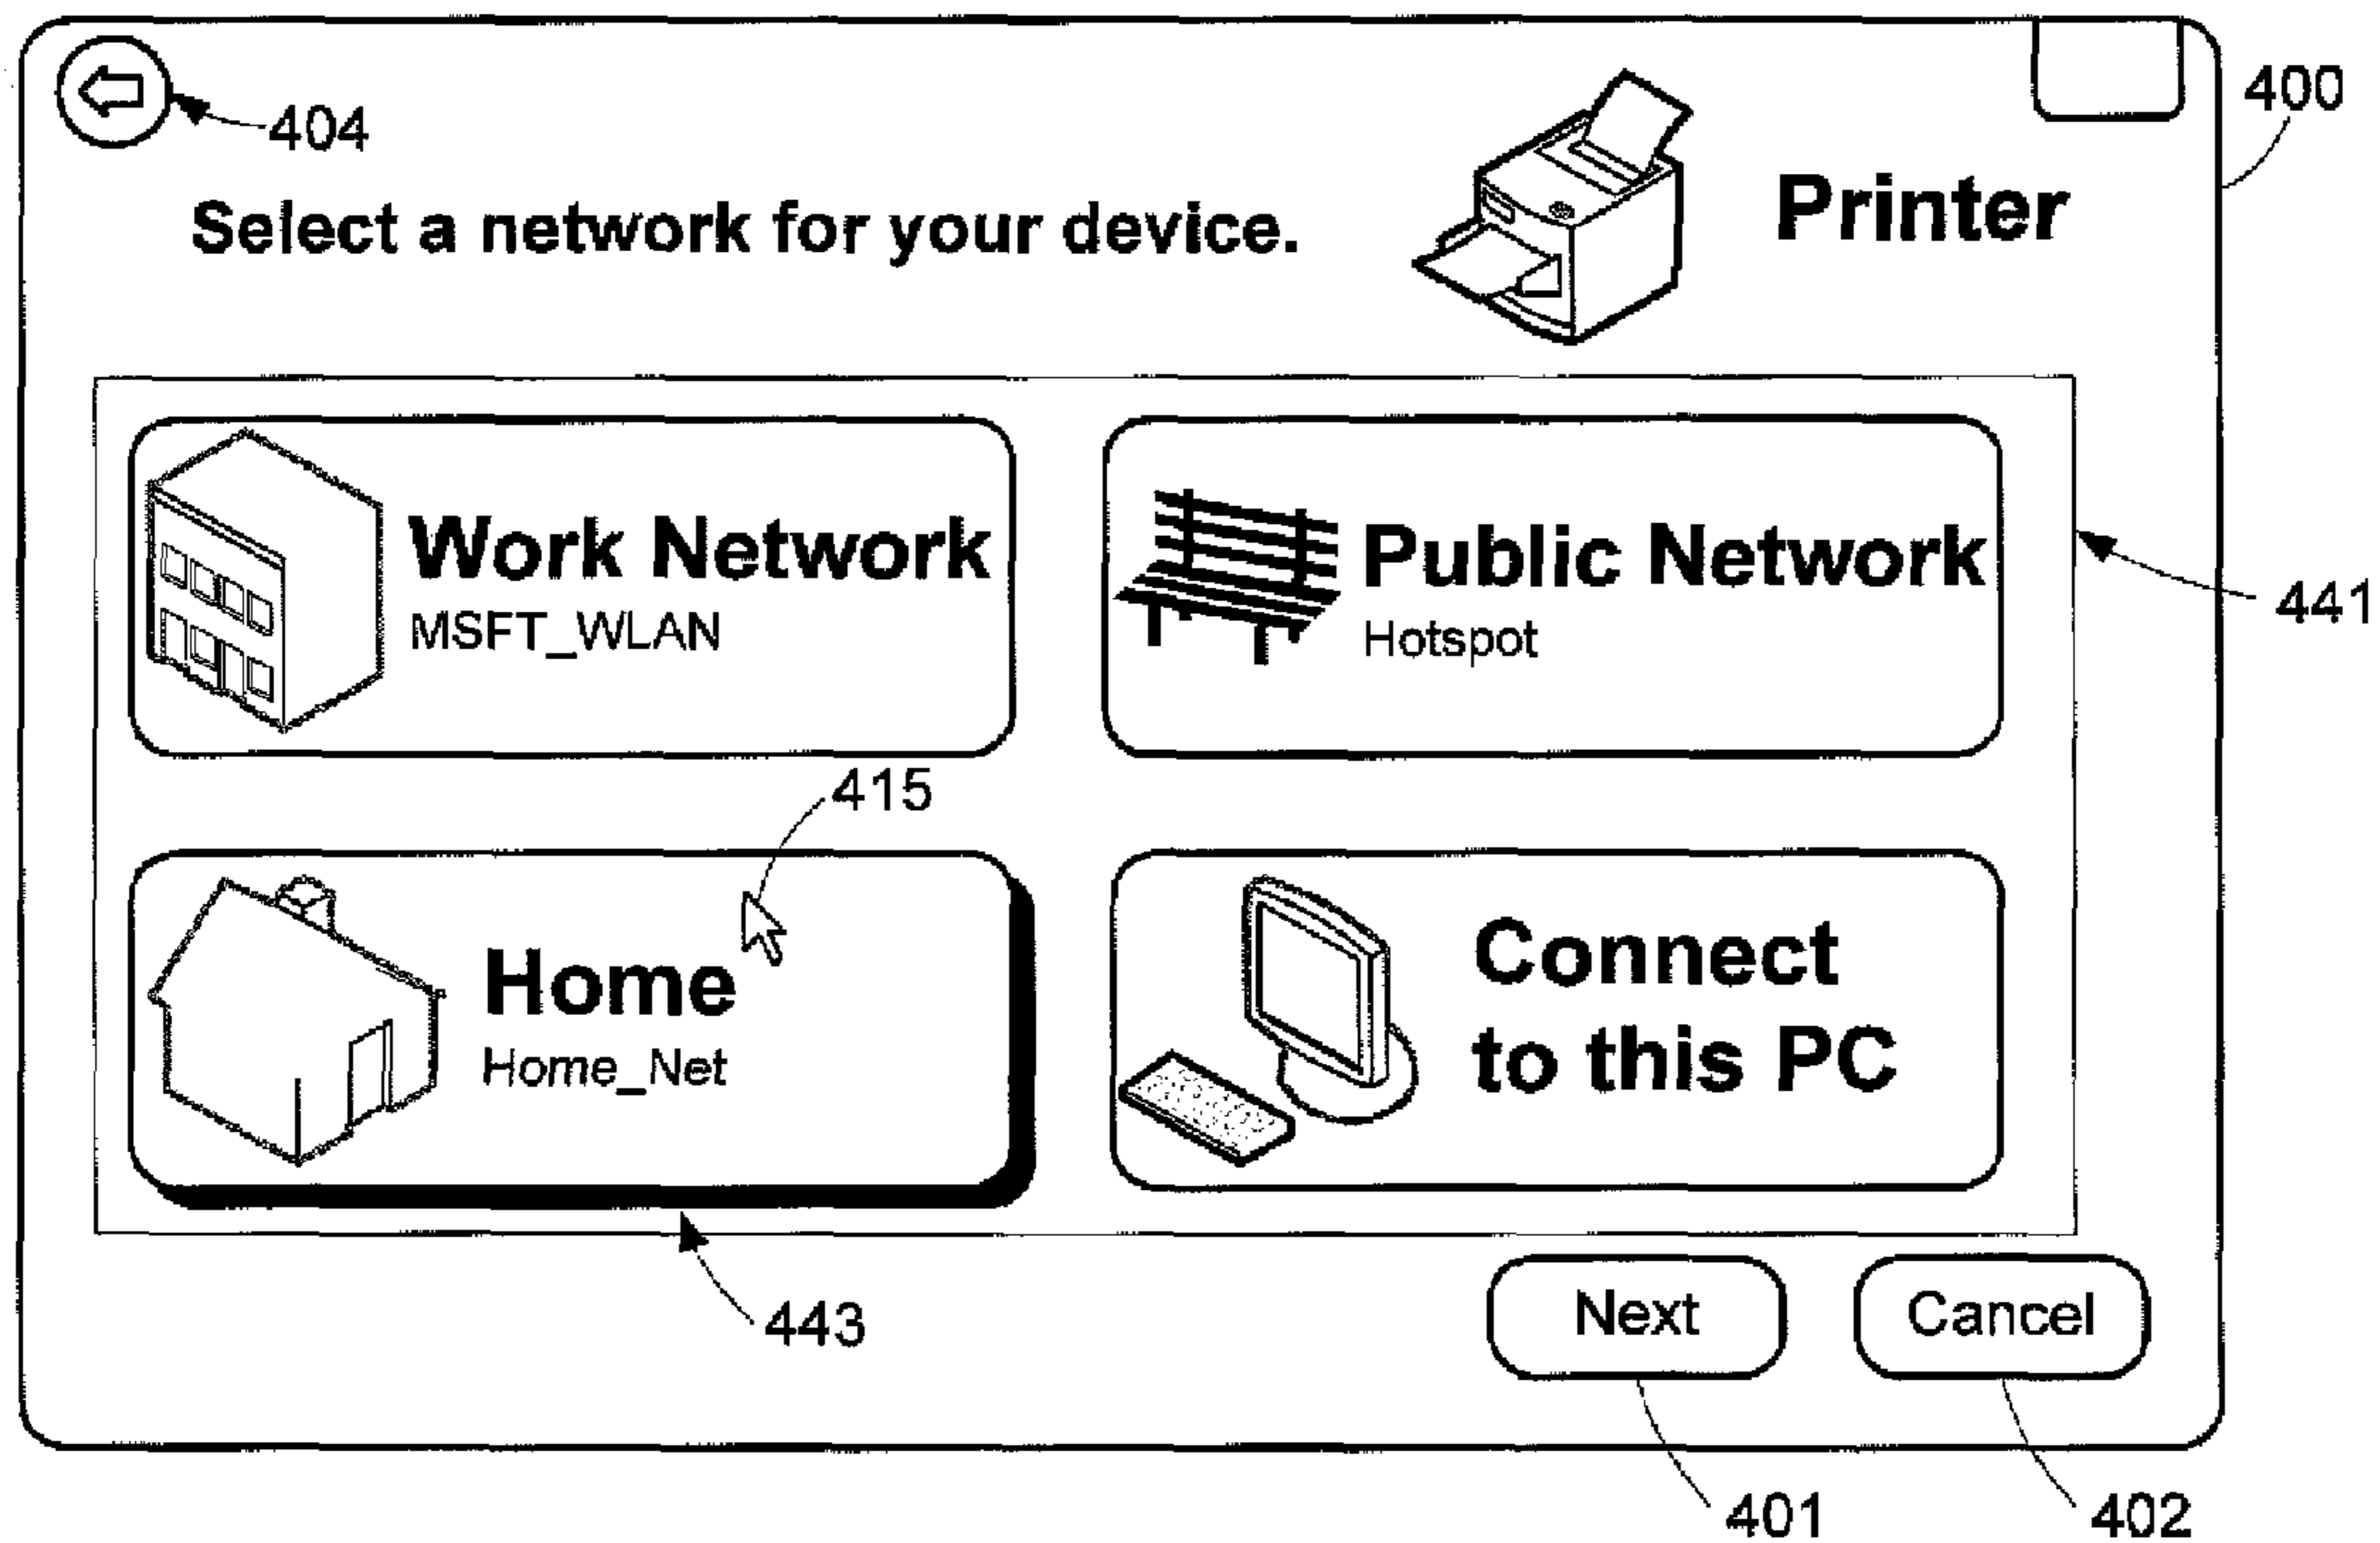 400
404
Select a network for your device.
Printer
Work Network
MSFT_WLAN
Public Network
Hotspot
441
415
Home
Home_Net
Connect
to this PC
443
Next
Cancel
401
402